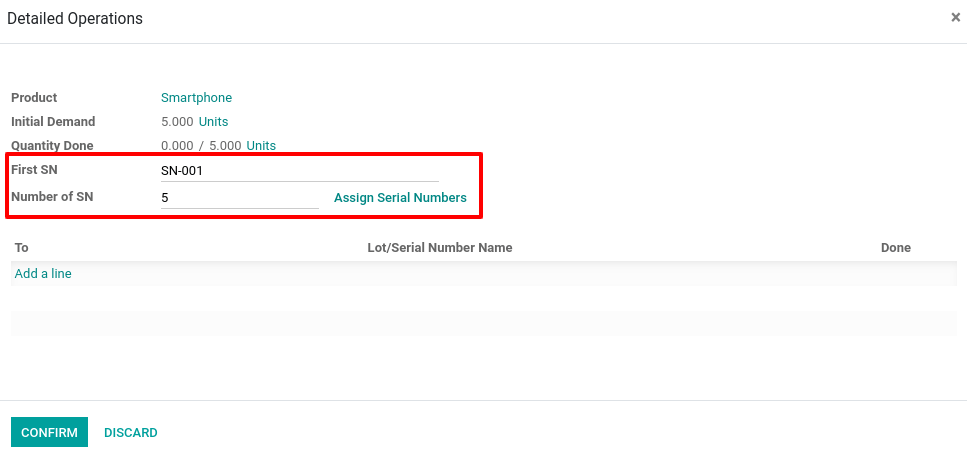 Detailed Operations ×
Product Smartphone
Initial Demand 5.000 Units
Quantity Done 0.000 / 5.000 Units
First SN SN-001
Number of SN 5 Assign Serial Numbers
To Lot/Serial Number Name Done
Add a line
CONFIRM DISCARD